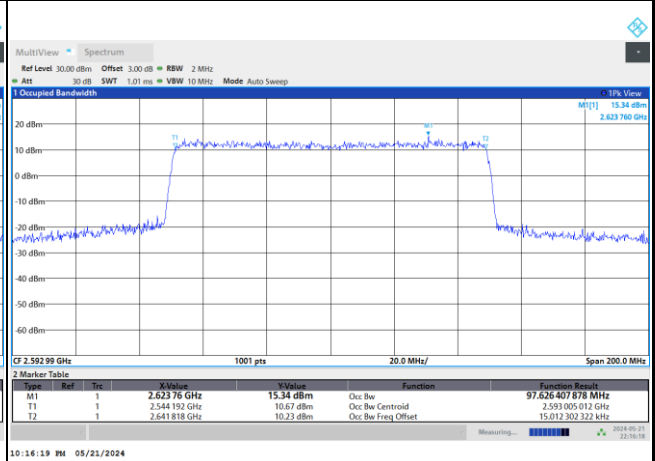 MultiView Spectrum
Ref Level 30.00 dBm Offset 3.00 dB RBW 2 MHz
Att 30 dB SWT 1.01 ms VBW 10 MHz Mode Auto Sweep
1 Occupied Bandwidth 1Pk View
M1[1] 15.34 dBm
2.623 760 GHz
20 dBm
M1
T1 T2
10 dBm
0 dBm
-10 dBm
-20 dBm
-30 dBm
-40 dBm
-50 dBm
-60 dBm
CF 2.592 99 GHz 1001 pts 20.0 MHz/ Span 200.0 MHz
2 Marker Table
Type Ref Trc X-Value Y-Value Function Function Result
M1 1 2.623 76 GHz 15.34 dBm Occ Bw 97.626 407 878 MHz
T1 1 2.544 192 GHz 10.67 dBm Occ Bw Centroid 2.593 005 012 GHz
T2 1 2.641 818 GHz 10.23 dBm Occ Bw Freq Offset 15.012 302 322 kHz
Measuring... 2024-05-21
22:16:18
10:16:19 PM 05/21/2024